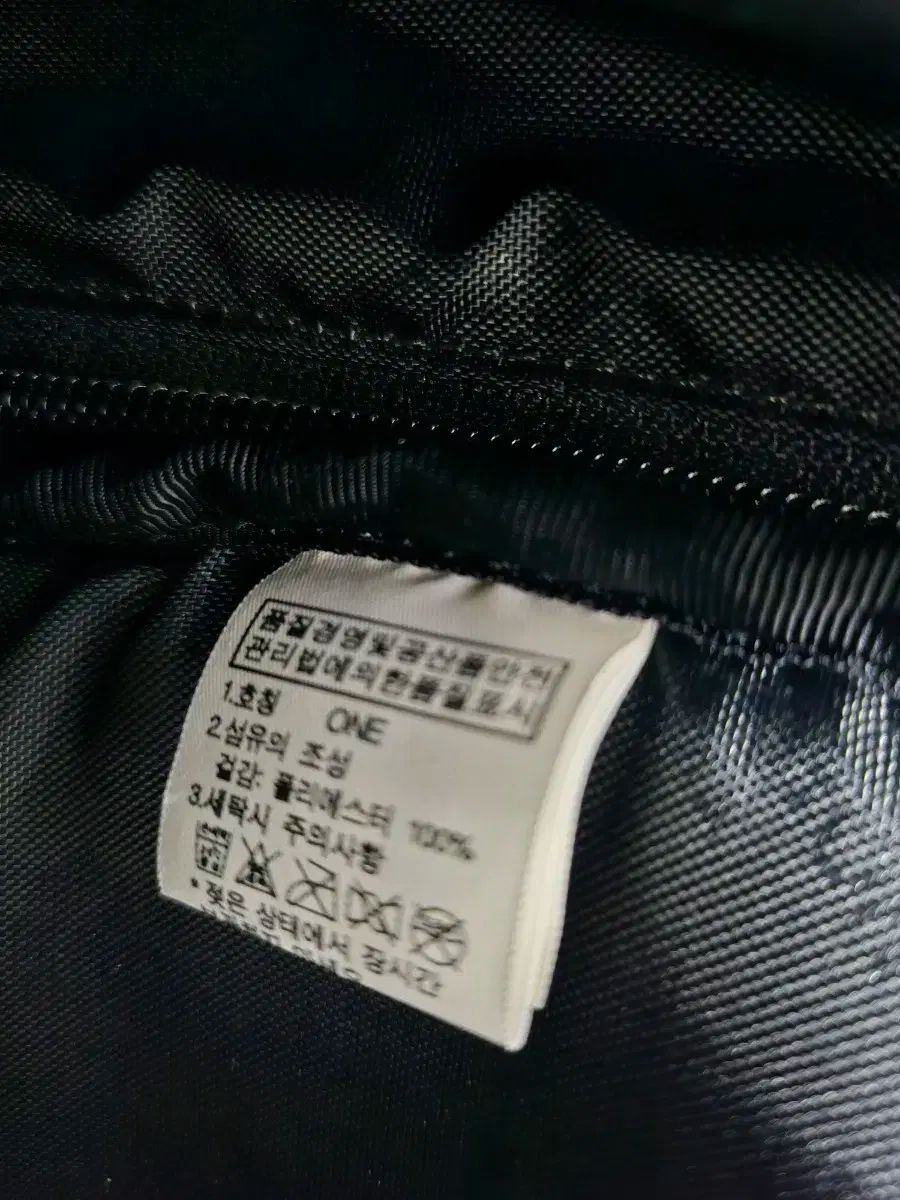 품질경영및공산품안전
관리법에의한품질표시
1.호칭 ONE
2.섬유의 조성
겉감: 폴리에스터 100%
3.세탁시 주의사항
*젖은 상태에서 장시간